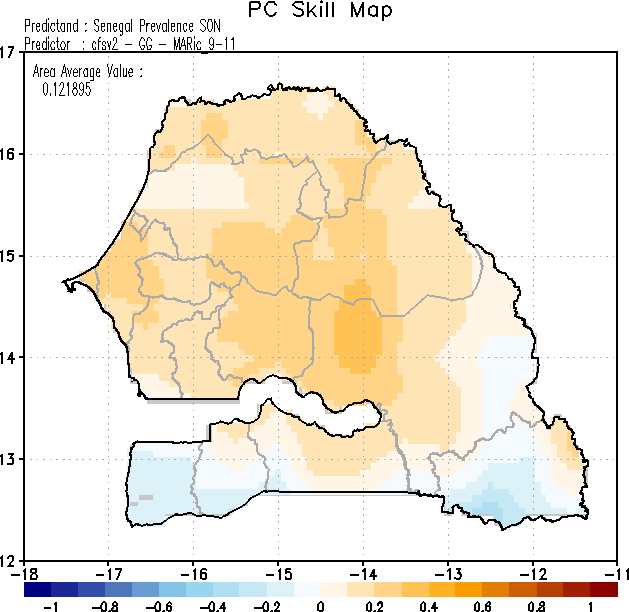 PC Skill Map
Predictand : Senegal Prevalence SON
Predictor : cfsv2 - GG - MARic_9-11
Area Average Value :
0.121895
17
16
15
14
13
12
-18 -17 -16 -15 -14 -13 -12 -11
-1 -0.8 -0.6 -0.4 -0.2 0 0.2 0.4 0.6 0.8 1